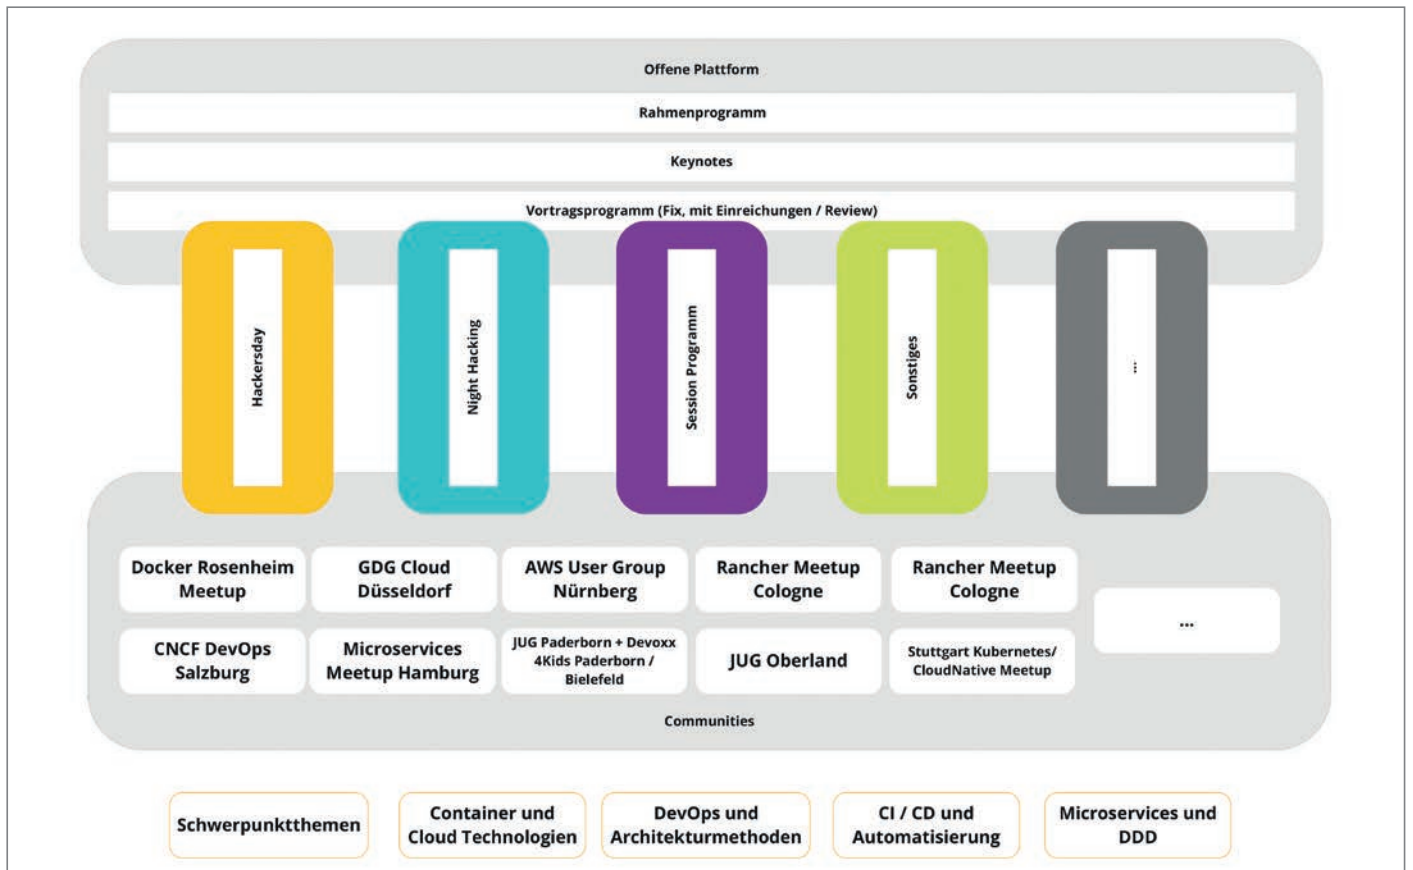 Offene Plattform
Rahmenprogramm
Keynotes
Vortragsprogramm (Fix, mit Einreichungen / Review)
Hackersday
Night Hacking
Session Programm
Sonstiges
...
Docker Rosenheim
Meetup
GDG Cloud
Düsseldorf
AWS User Group
Nürnberg
Rancher Meetup
Cologne
Rancher Meetup
Cologne
...
CNCF DevOps
Salzburg
Microservices
Meetup Hamburg
JUG Paderborn + Devoxx
4Kids Paderborn /
Bielefeld
JUG Oberland
Stuttgart Kubernetes/
CloudNative Meetup
Communities
Schwerpunktthemen
Container und
Cloud Technologien
DevOps und
Architekturmethoden
CI / CD und
Automatisierung
Microservices und
DDD